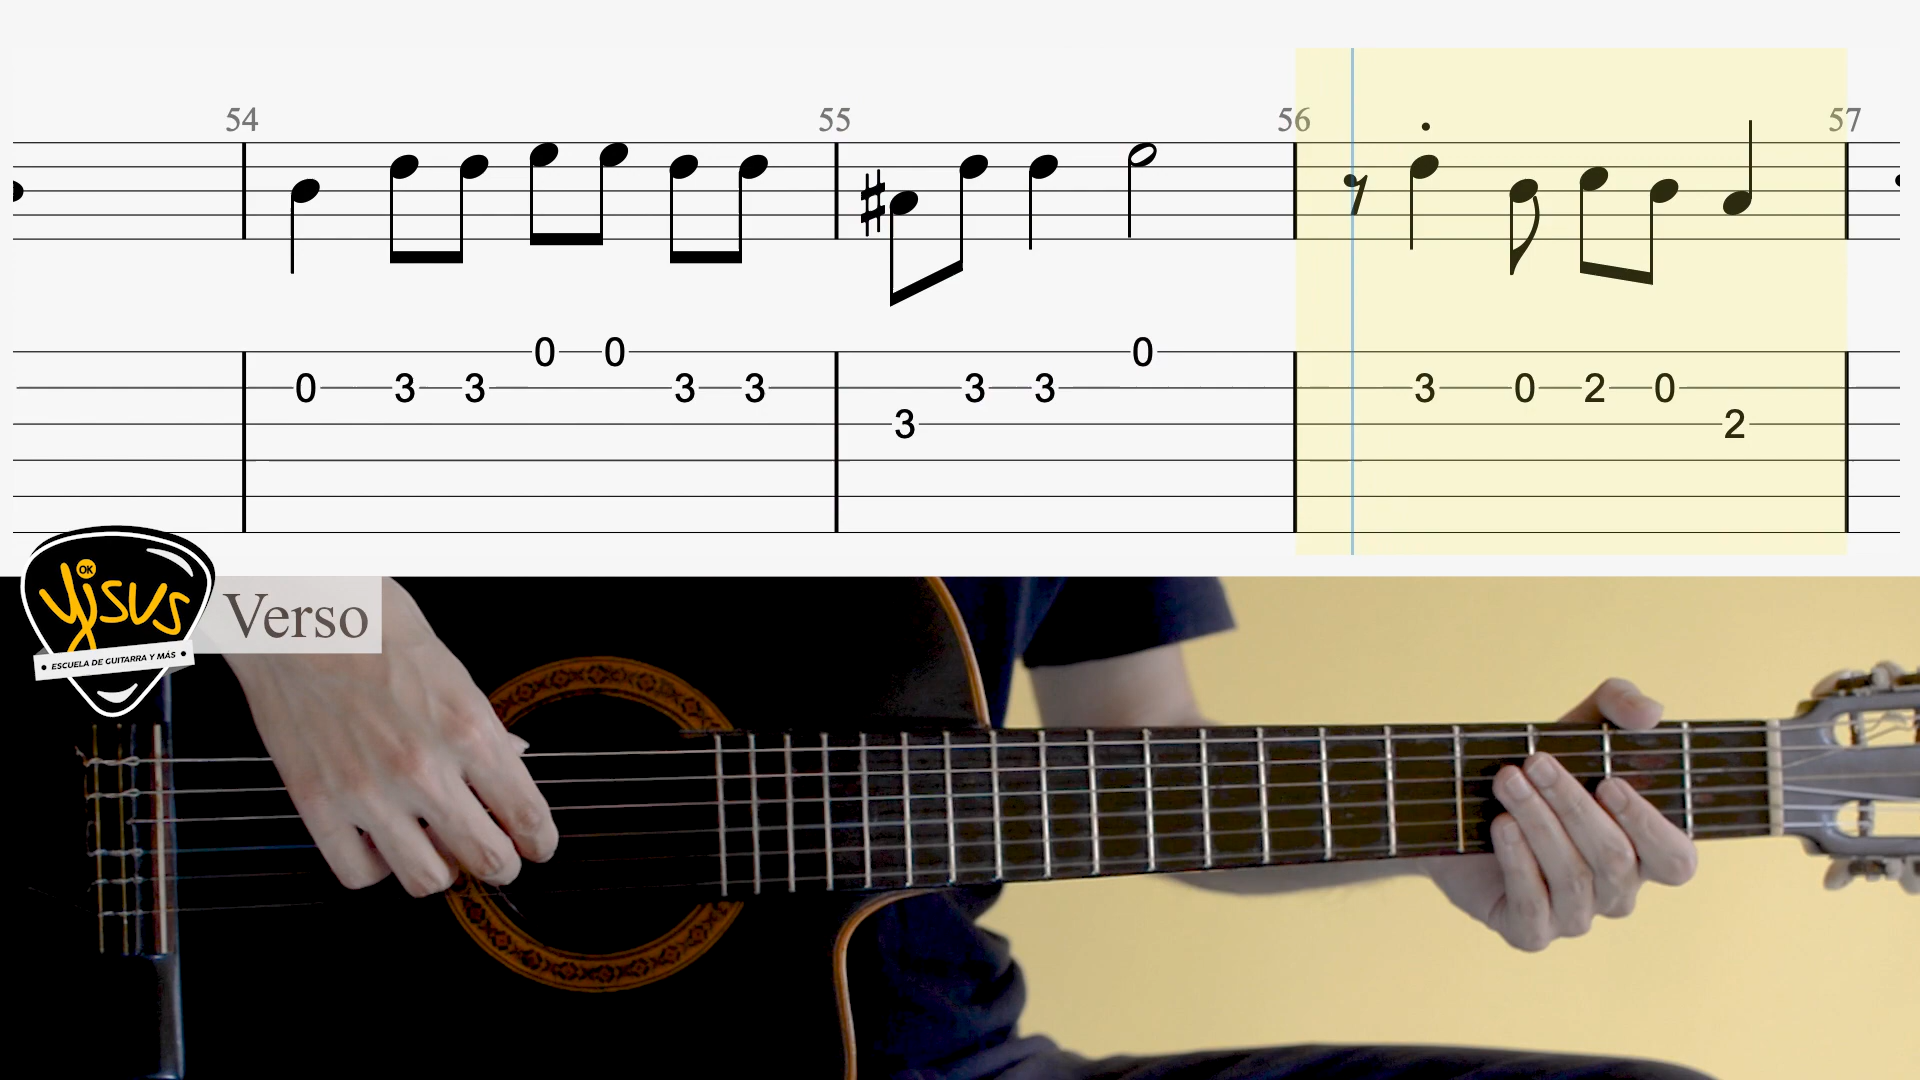 54 55 56 57
0 0 0
0 3 3 3 3 3 3 3 0 2 0
3 2
OK
yjsus
• ESCUELA DE GUITARRA Y MÁS •
Verso